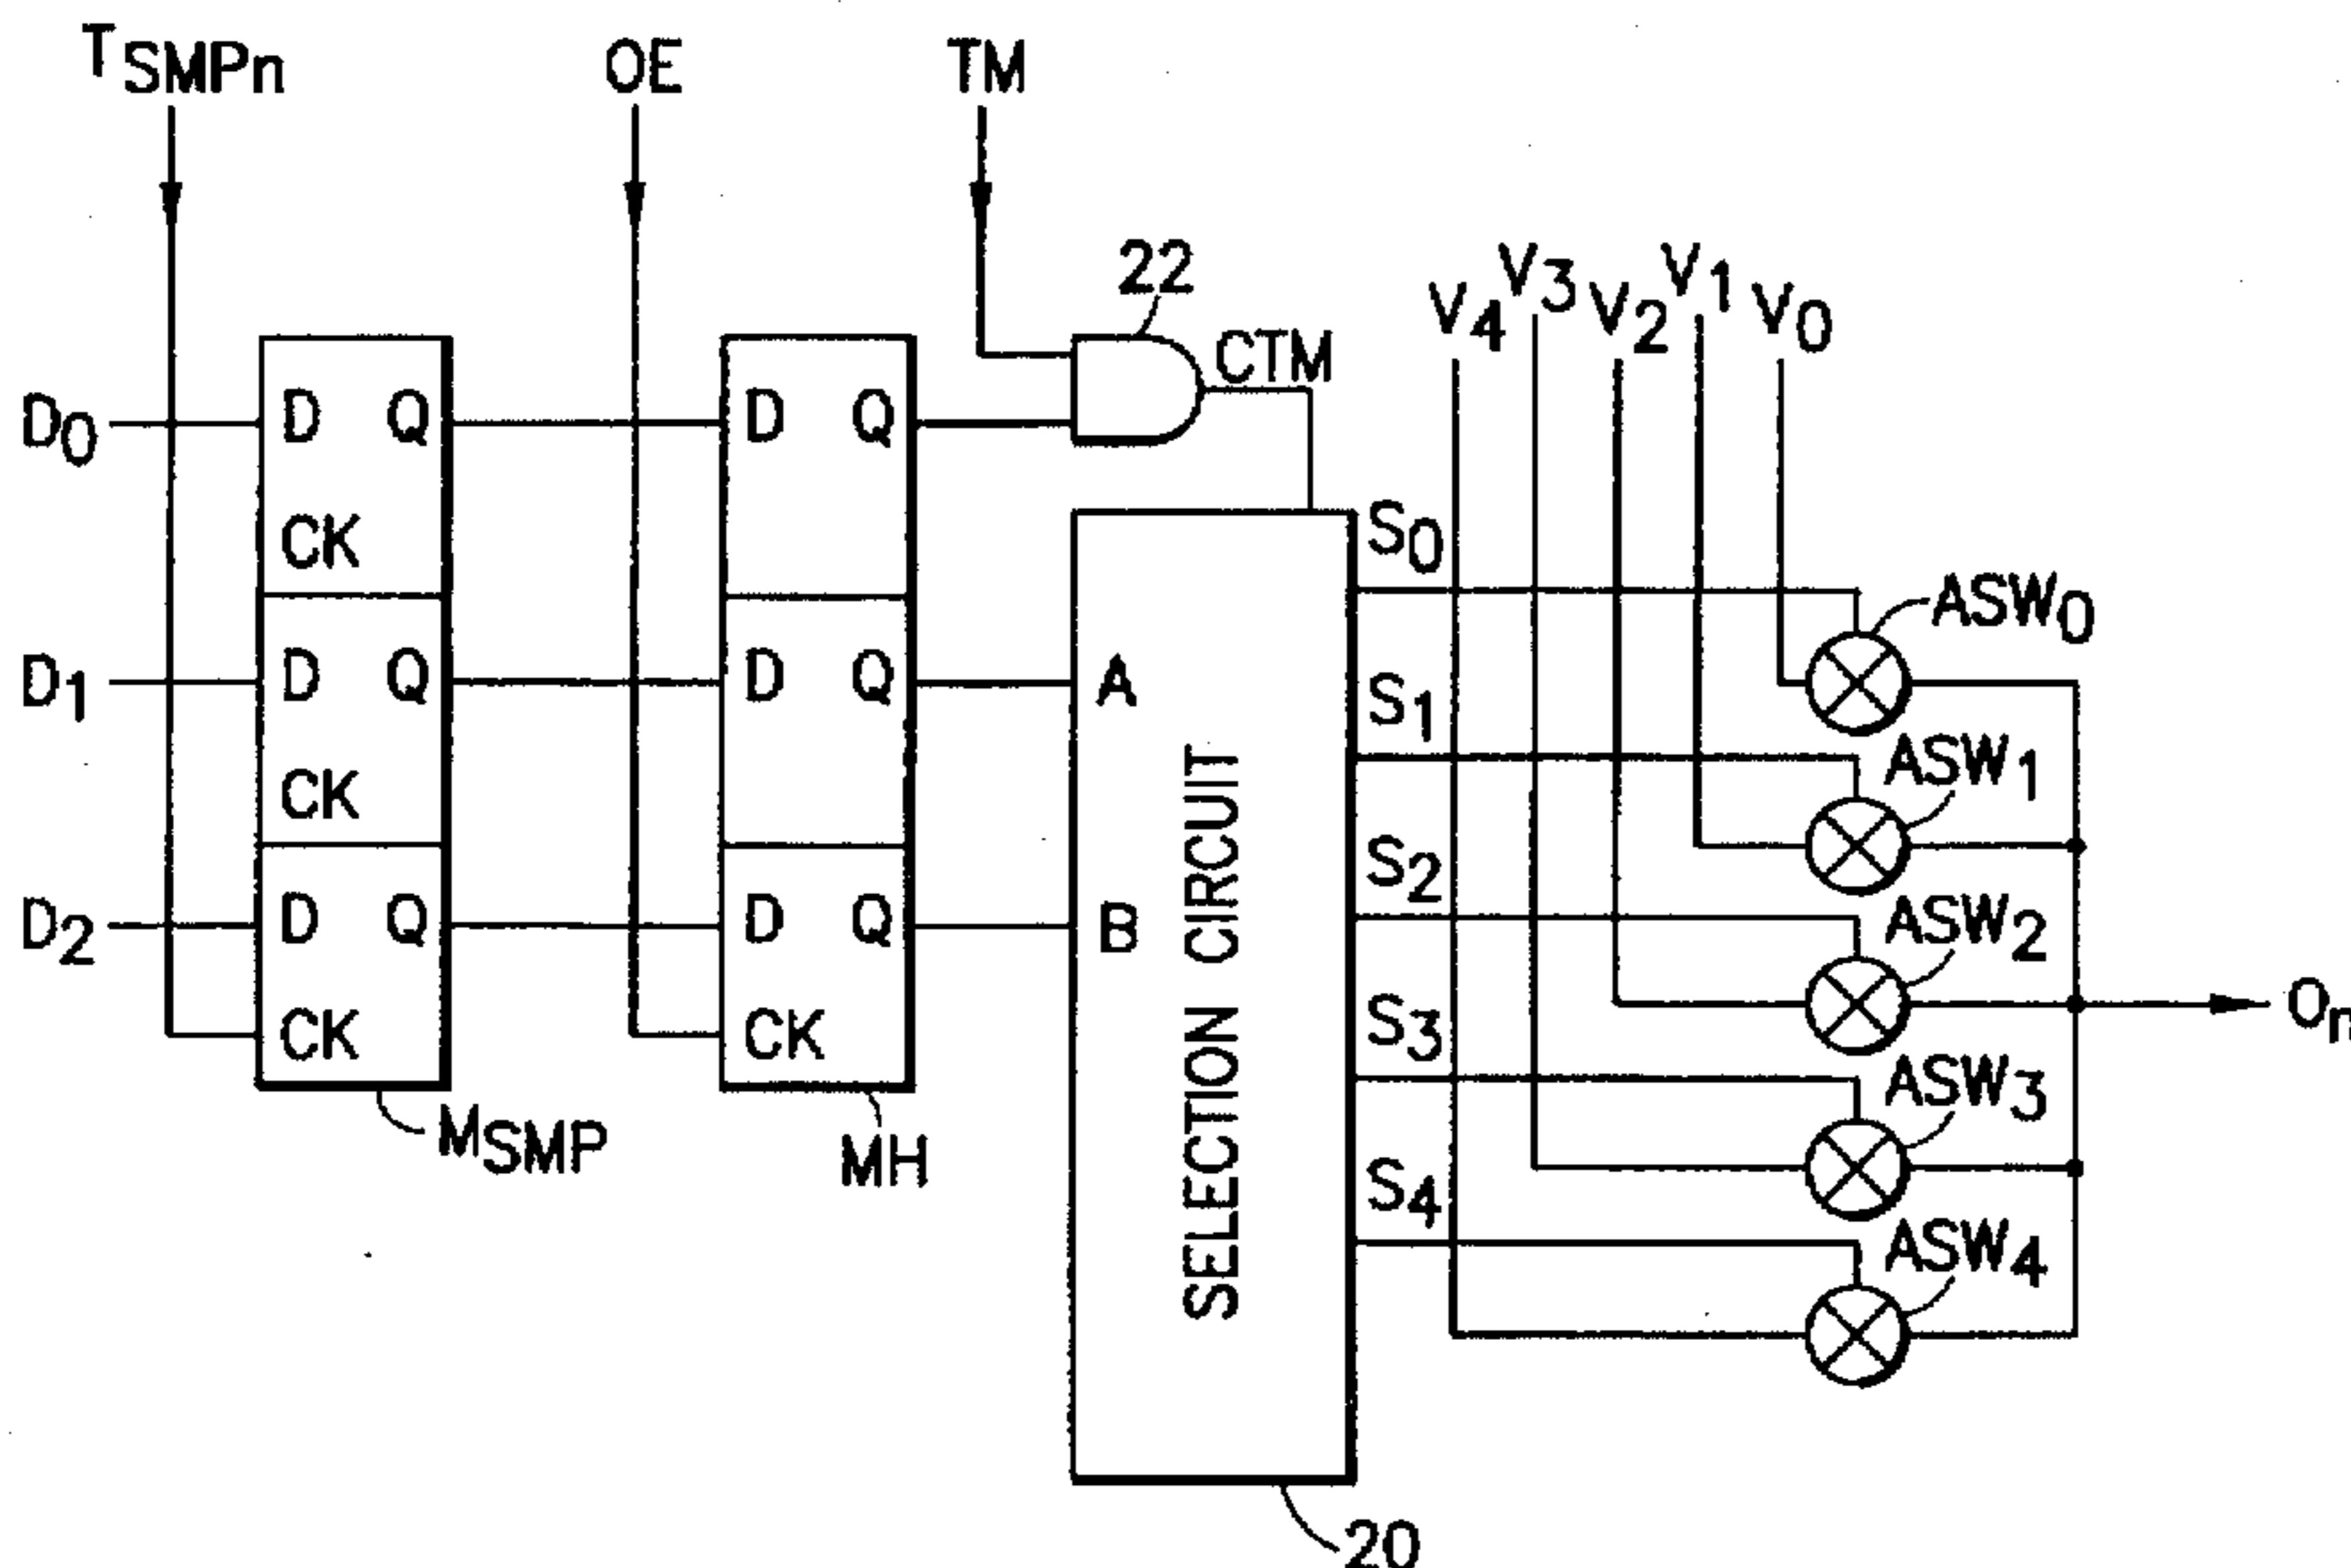 TSMPn OE TM
22
V4 V3 V2 V1 V0
CTM
D0 D Q D Q
CK
S0
ASW0
D1 D Q D Q A
S1
CK
ASW1
S2
D2 D Q D Q B
ASW2
SELECTION CIRCUIT
CK CK
S3
On
ASW3
MSMP MH
S4
ASW4
20